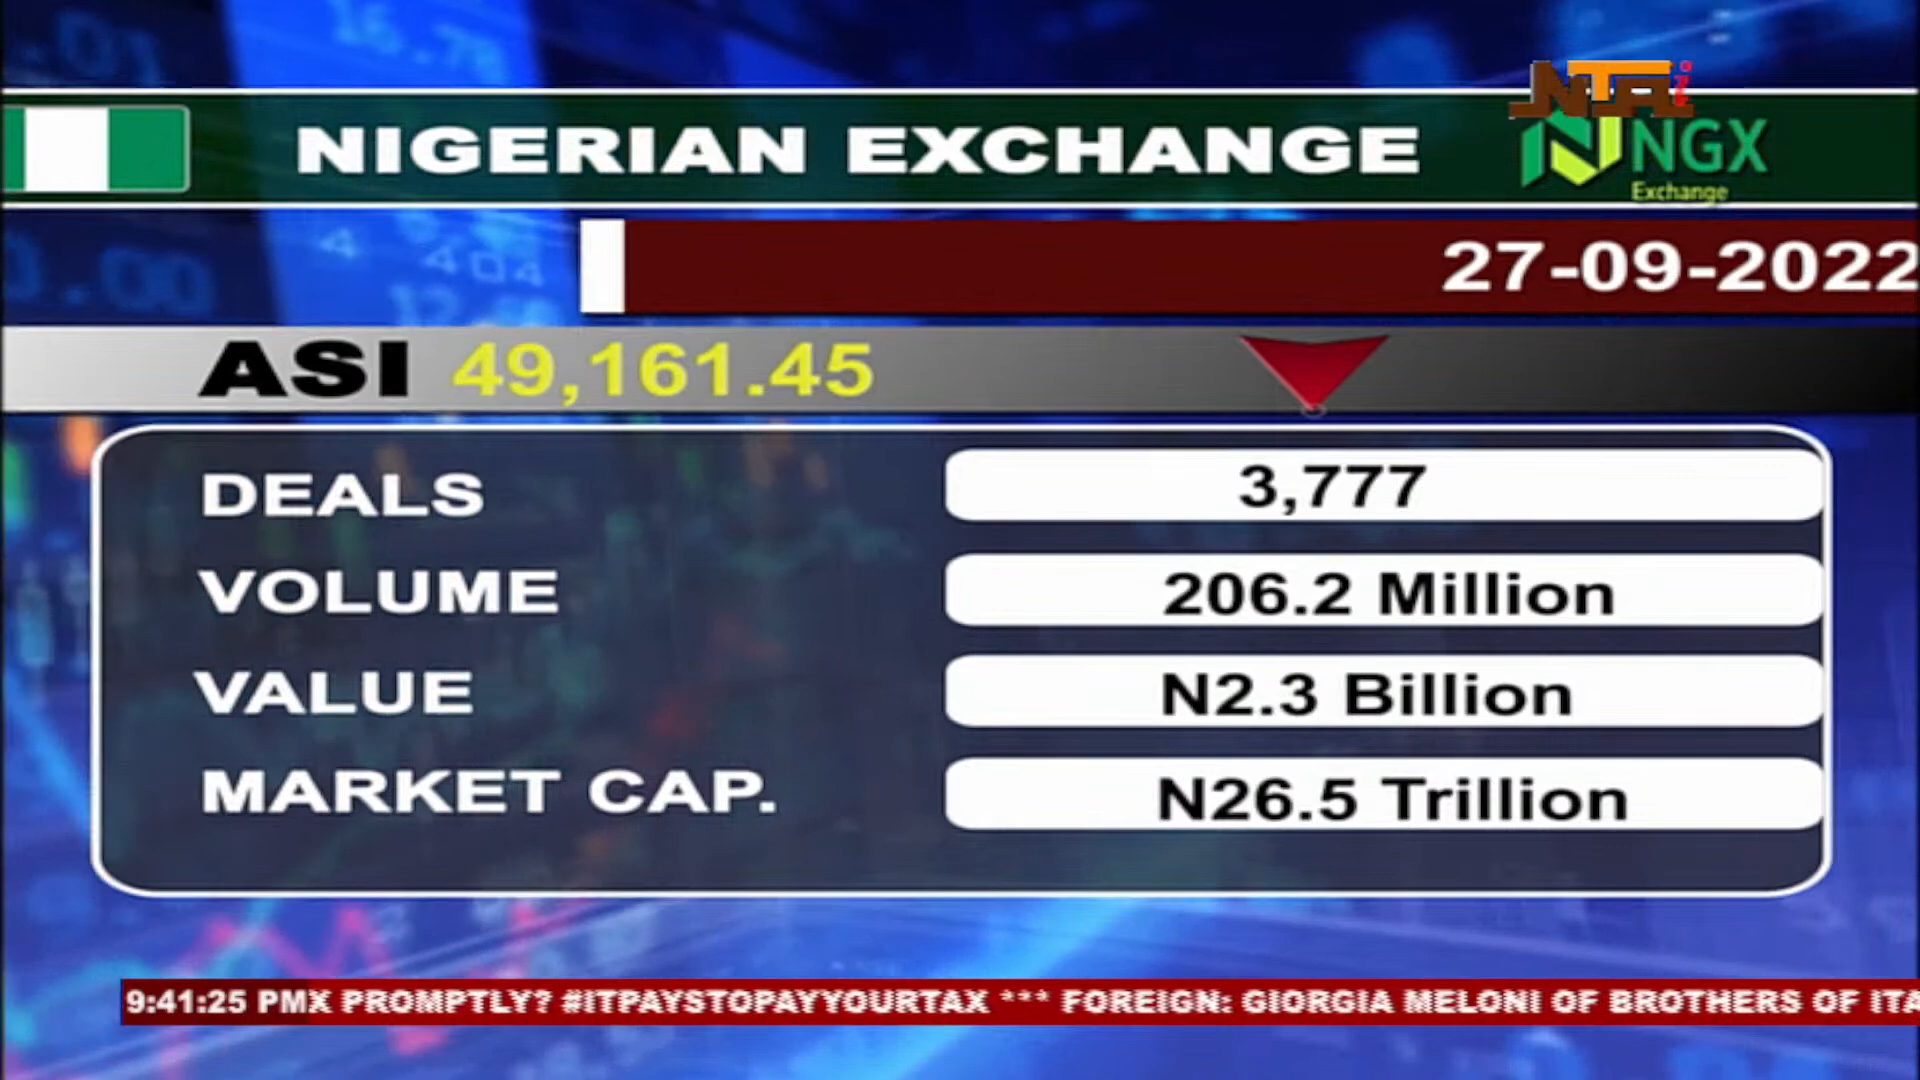 NTA
NIGERIAN EXCHANGE
NGX
Exchange
27-09-2022
ASI 49,161.45
DEALS 3,777
VOLUME 206.2 Million
VALUE N2.3 Billion
MARKET CAP. N26.5 Trillion
9:41:25 PMX PROMPTLY? #ITPAYSTOPAYYOURTAX *** FOREIGN: GIORGIA MELONI OF BROTHERS OF ITA